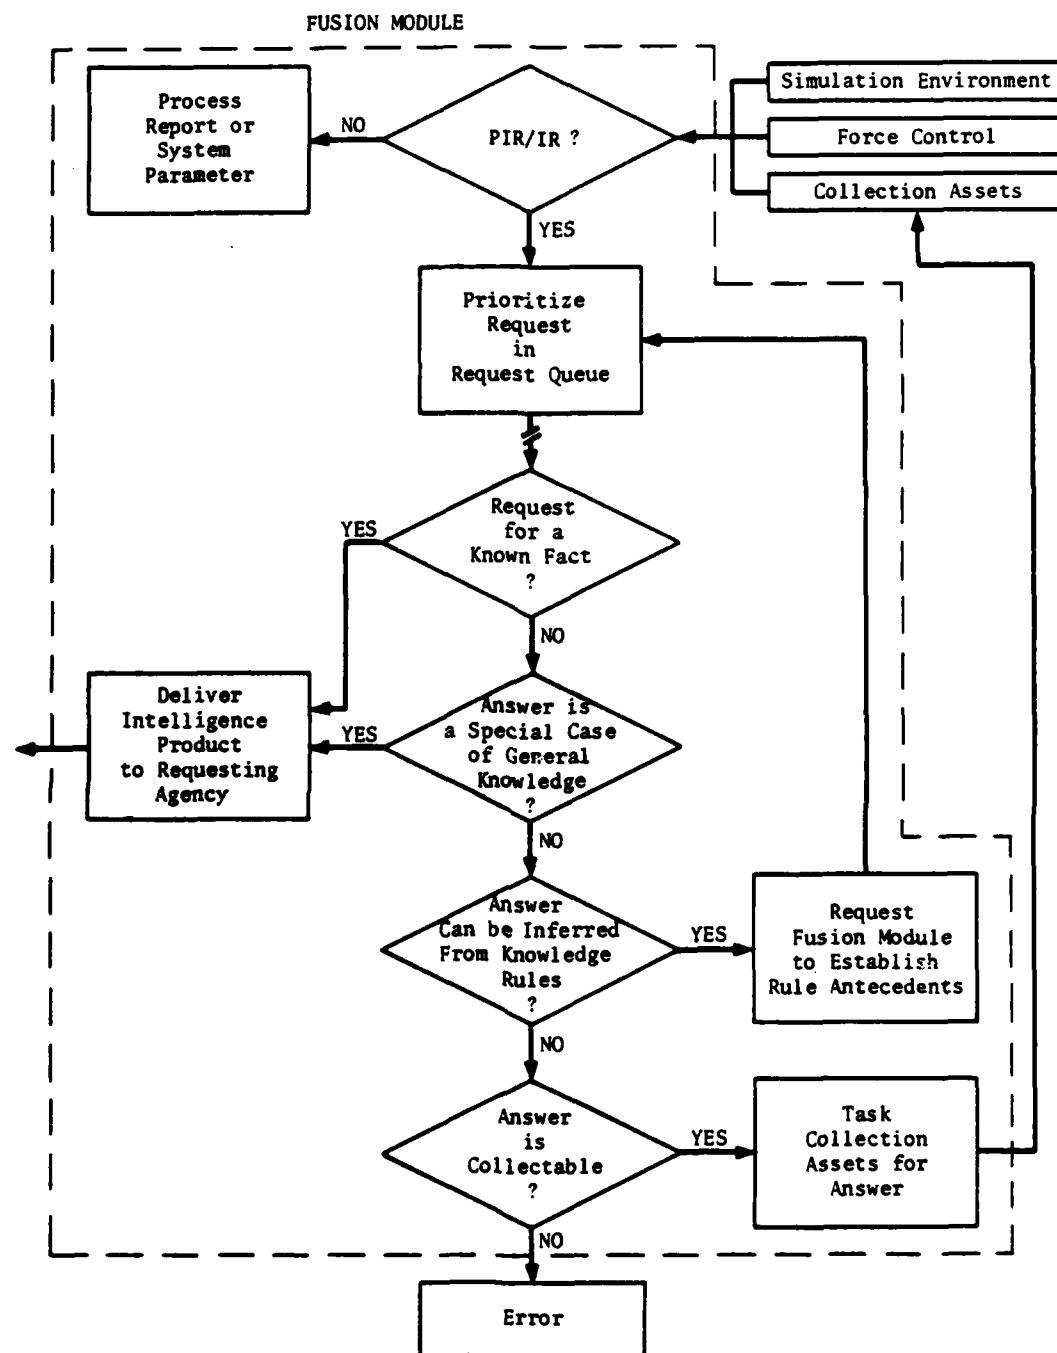 FUSION MODULE
Process
Report or
System
Parameter
NO
PIR/IR ?
Simulation Environment
Force Control
Collection Assets
YES
Prioritize
Request
in
Request Queue
Request
for a
Known Fact
?
YES
NO
Deliver
Intelligence
Product
to Requesting
Agency
YES
Answer is
a Special Case
of General
Knowledge
?
NO
Answer
Can be Inferred
From Knowledge
Rules
?
YES
Request
Fusion Module
to Establish
Rule Antecedents
NO
Answer
is
Collectable
?
YES
Task
Collection
Assets for
Answer
NO
Error